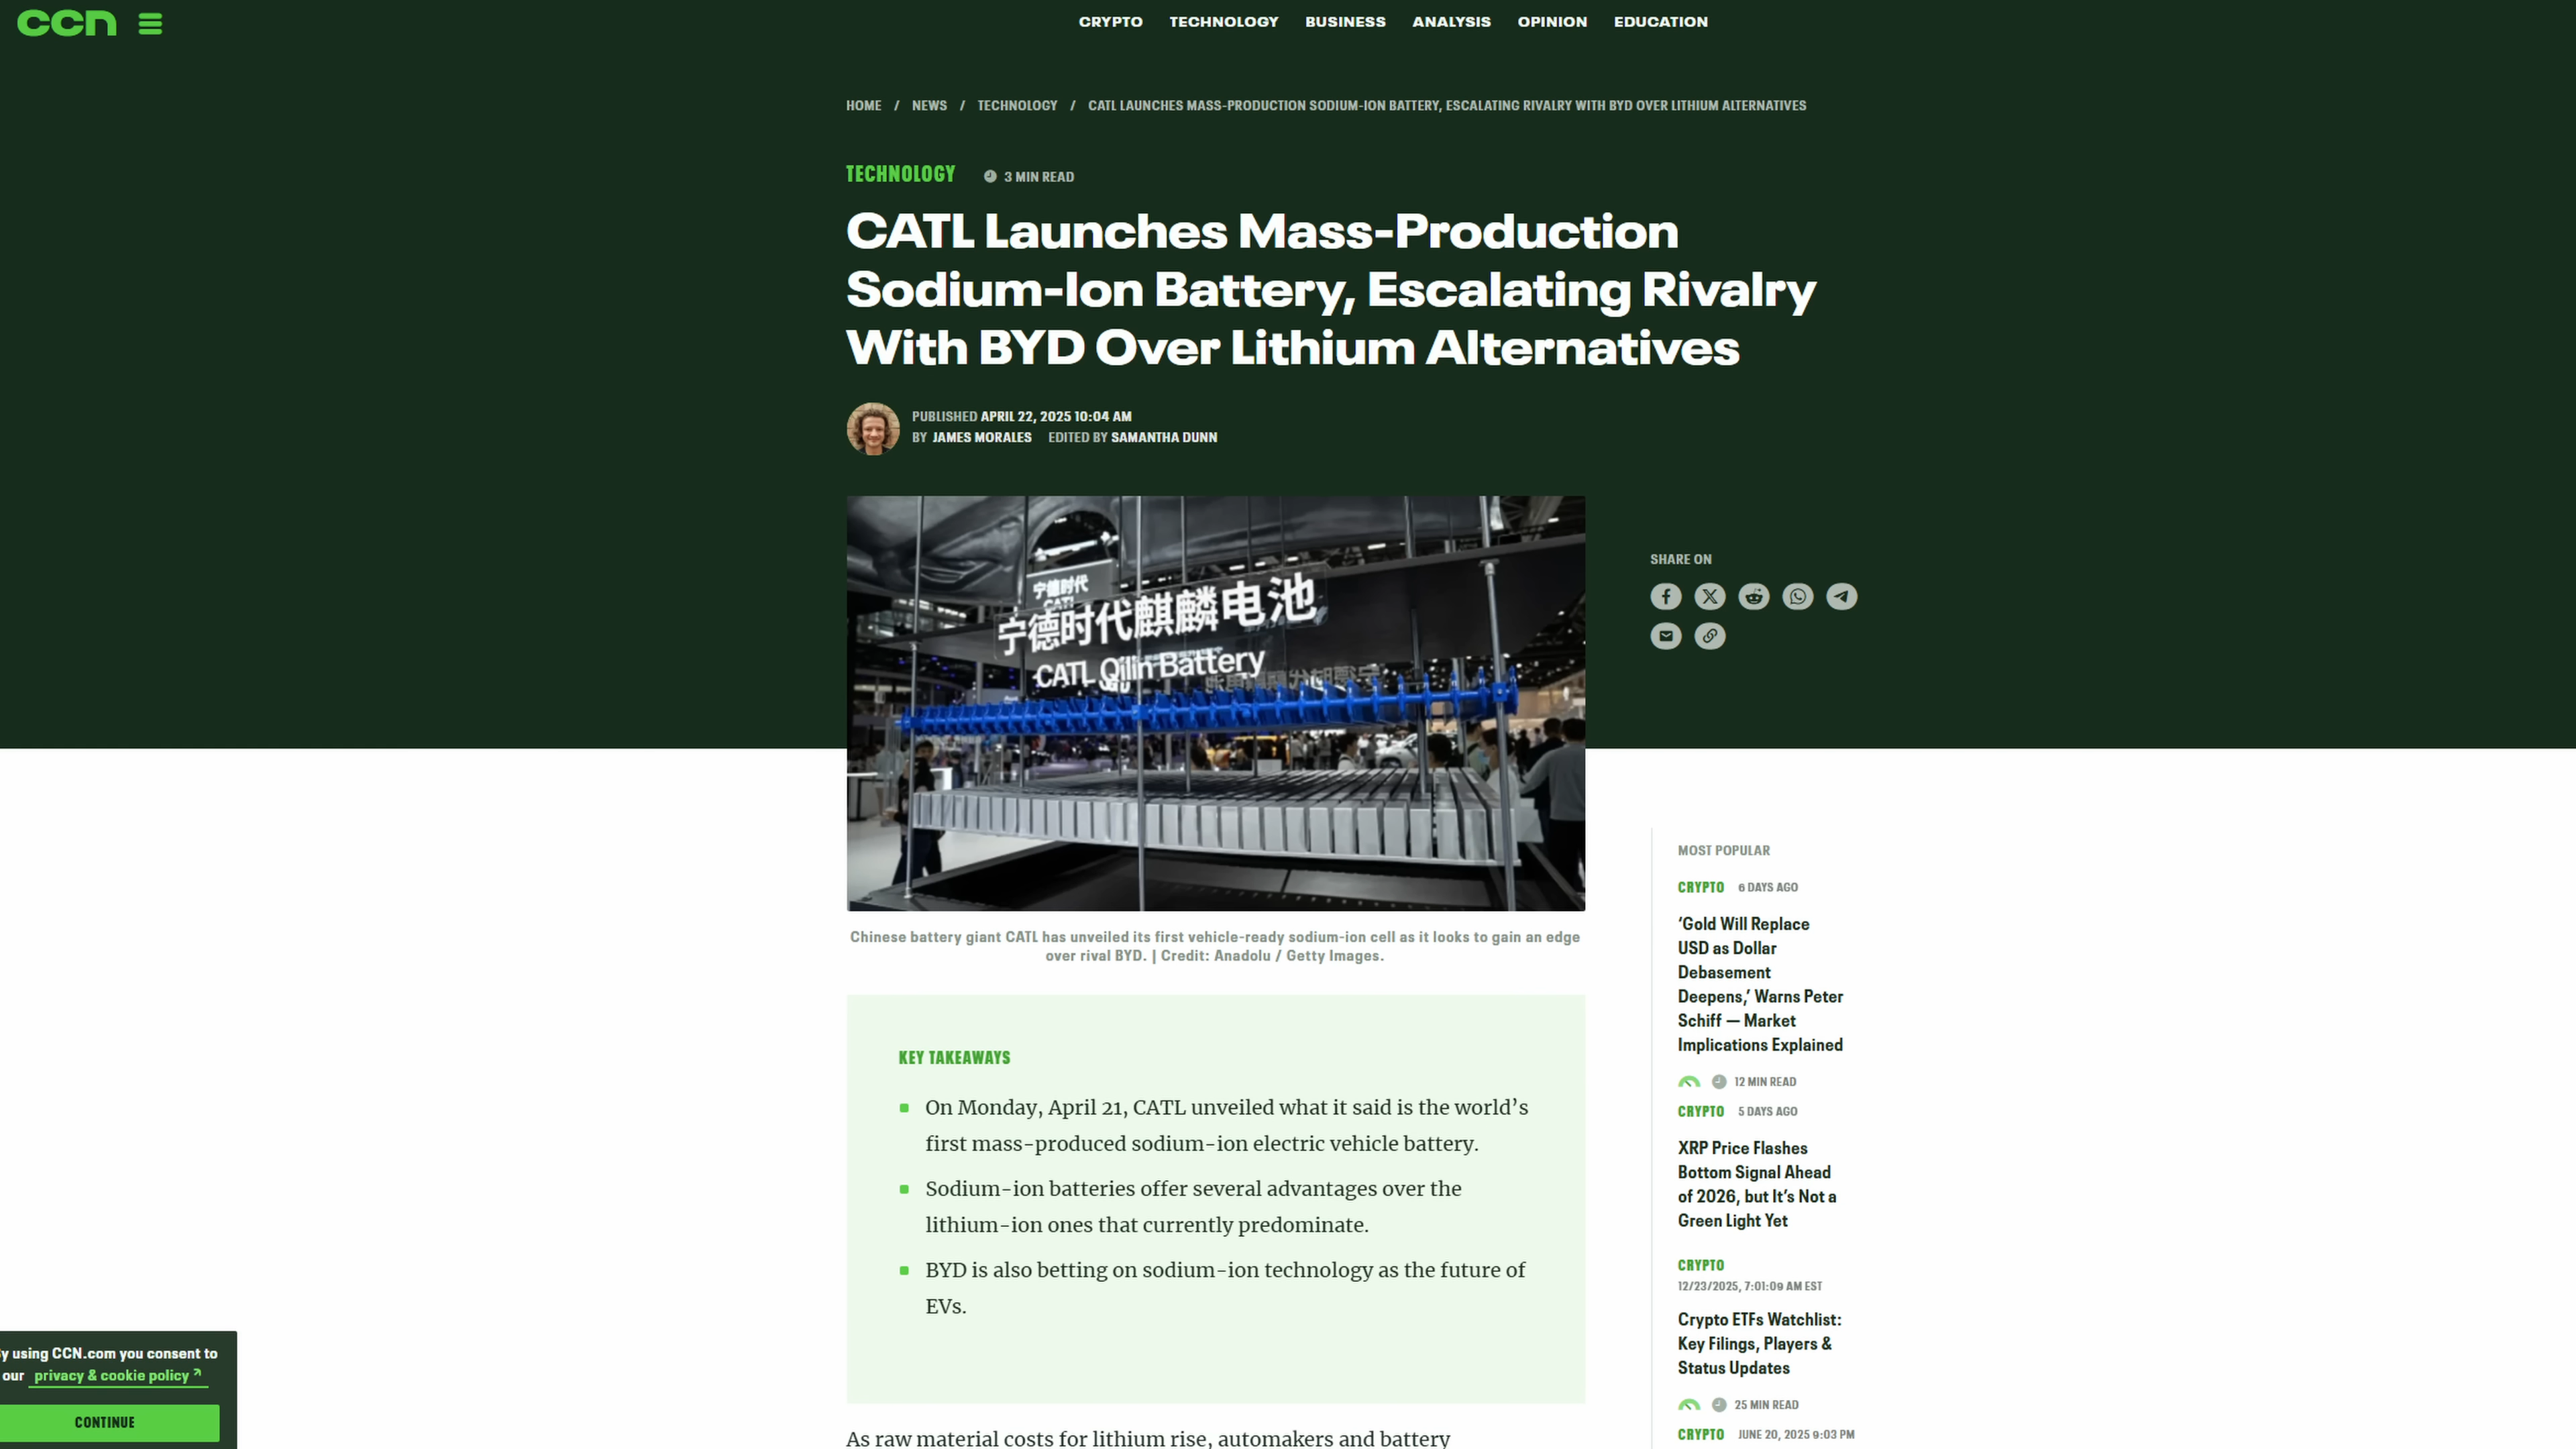 ccn
CRYPTO TECHNOLOGY BUSINESS ANALYSIS OPINION EDUCATION
HOME / NEWS / TECHNOLOGY / CATL LAUNCHES MASS-PRODUCTION SODIUM-ION BATTERY, ESCALATING RIVALRY WITH BYD OVER LITHIUM ALTERNATIVES
TECHNOLOGY 3 MIN READ
CATL Launches Mass-Production
Sodium-Ion Battery, Escalating Rivalry
With BYD Over Lithium Alternatives
PUBLISHED APRIL 22, 2025 10:04 AM
BY JAMES MORALES EDITED BY SAMANTHA DUNN
宁德时代
CATL
宁德时代麒麟电池
CATL Qilin Battery
SHARE ON
Chinese battery giant CATL has unveiled its first vehicle-ready sodium-ion cell as it looks to gain an edge
over rival BYD. | Credit: Anadolu / Getty Images.
KEY TAKEAWAYS
On Monday, April 21, CATL unveiled what it said is the world’s
first mass-produced sodium-ion electric vehicle battery.
Sodium-ion batteries offer several advantages over the
lithium-ion ones that currently predominate.
BYD is also betting on sodium-ion technology as the future of
EVs.
As raw material costs for lithium rise, automakers and battery
MOST POPULAR
CRYPTO 6 DAYS AGO
‘Gold Will Replace
USD as Dollar
Debasement
Deepens,’ Warns Peter
Schiff — Market
Implications Explained
12 MIN READ
CRYPTO 5 DAYS AGO
XRP Price Flashes
Bottom Signal Ahead
of 2026, but It’s Not a
Green Light Yet
CRYPTO
12/23/2025, 7:01:09 AM EST
Crypto ETFs Watchlist:
Key Filings, Players &
Status Updates
25 MIN READ
CRYPTO JUNE 20, 2025 9:03 PM
y using CCN.com you consent to
our privacy & cookie policy
CONTINUE